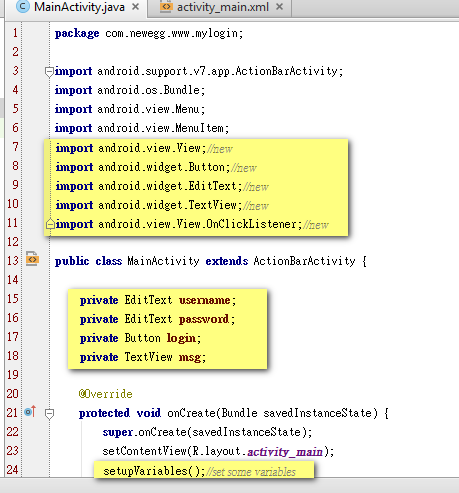 MainActivity.java × activity_main.xml ×
1 package com.newegg.www.mylogin;
2
3 import android.support.v7.app.ActionBarActivity;
4 import android.os.Bundle;
5 import android.view.Menu;
6 import android.view.MenuItem;
7 import android.view.View;//new
8 import android.widget.Button;//new
9 import android.widget.EditText;//new
10 import android.widget.TextView;//new
11 import android.view.View.OnClickListener;//new
12
13 public class MainActivity extends ActionBarActivity {
14
15 private EditText username;
16 private EditText password;
17 private Button login;
18 private TextView msg;
19
20 @Override
21 protected void onCreate(Bundle savedInstanceState) {
22 super.onCreate(savedInstanceState);
23 setContentView(R.layout.activity_main);
24 setupVariables();//set some variables